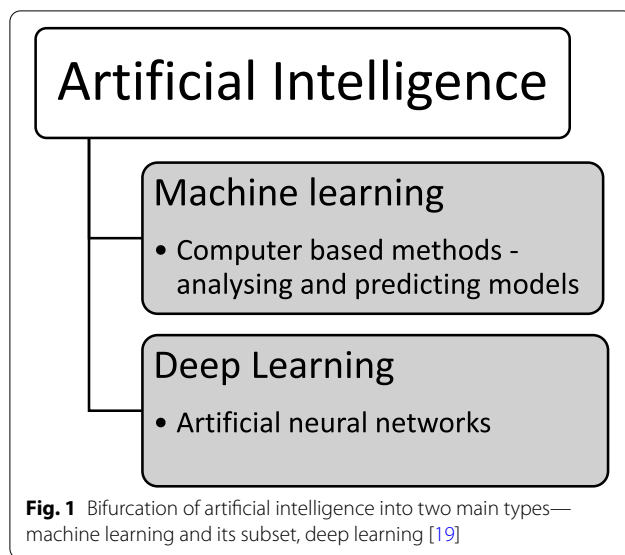 Artificial Intelligence
Machine learning
• Computer based methods -
analysing and predicting models
Deep Learning
• Artificial neural networks
Fig. 1 Bifurcation of artificial intelligence into two main types—
machine learning and its subset, deep learning [19]